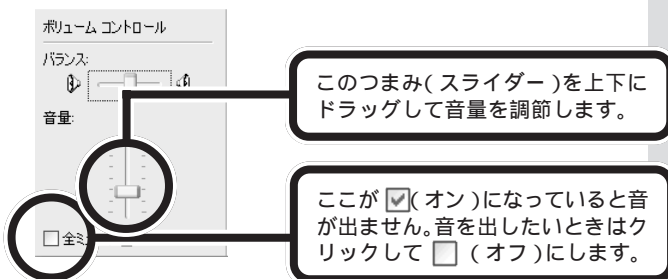 ボリューム コントロール
バランス:
音量:
このつまみ( スライダー )を上下に
ドラッグして音量を調節します。
ここが ☑( オン )になっていると音
が出ません。音を出したいときはク
リックして ☐ ( オフ )にします。
☐ 全ミ